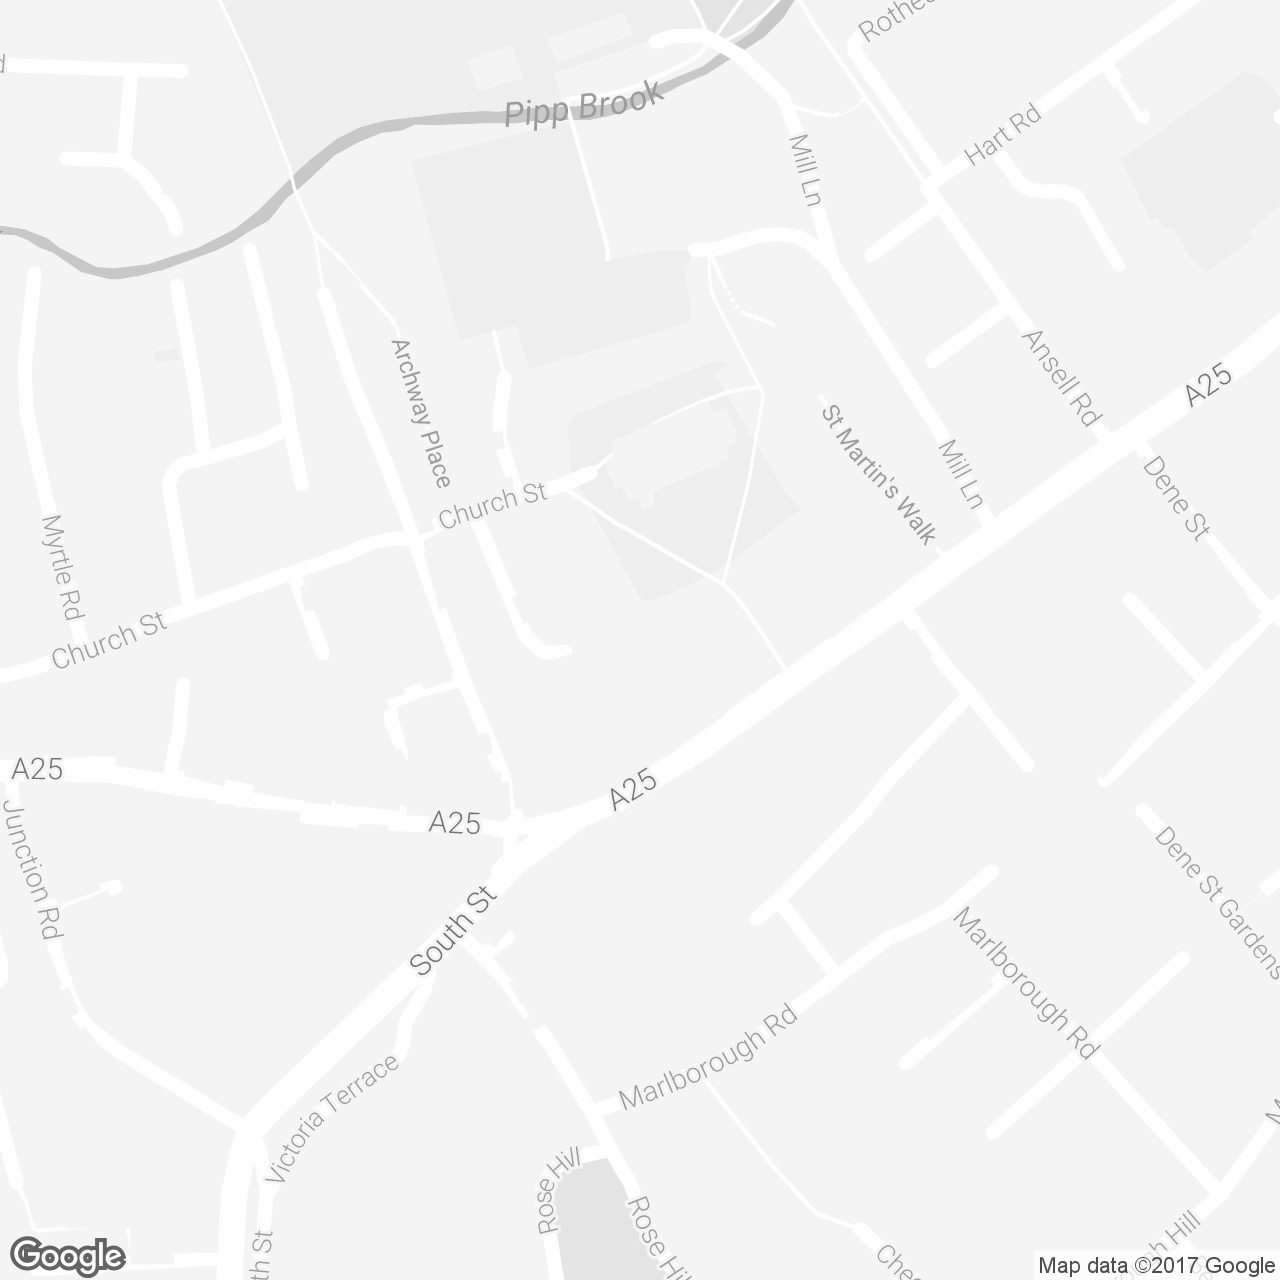 Pipp Brook
Hart Rd
Mill Ln
A25
Ansell Rd
Archway Place
St Martin's Walk
Mill Ln
Dene St
Church St
Myrtle Rd
Church St
A25
A25
A25
Junction Rd
Dene St Gardens
South St
Marlborough Rd
Marlborough Rd
Victoria Terrace
Rose Hill
Google
Map data ©2017 Google